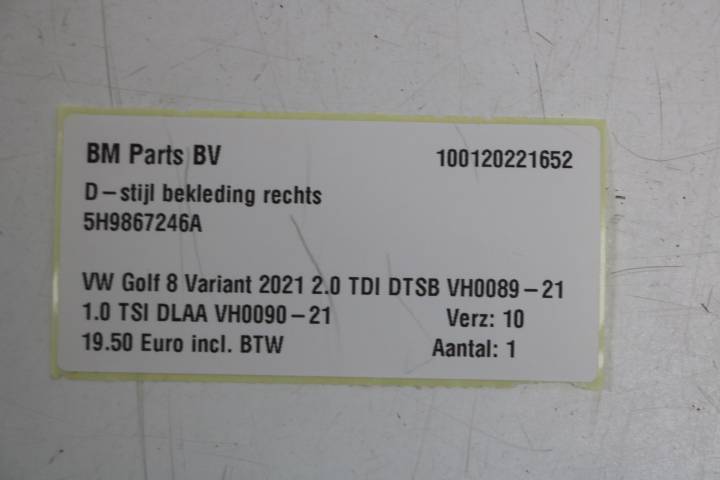 BM Parts BV 100120221652
D-stijl bekleding rechts
5H9867246A
VW Golf 8 Variant 2021 2.0 TDI DTSB VH0089-21
1.0 TSI DLAA VH0090-21 Verz: 10
19.50 Euro incl. BTW Aantal: 1